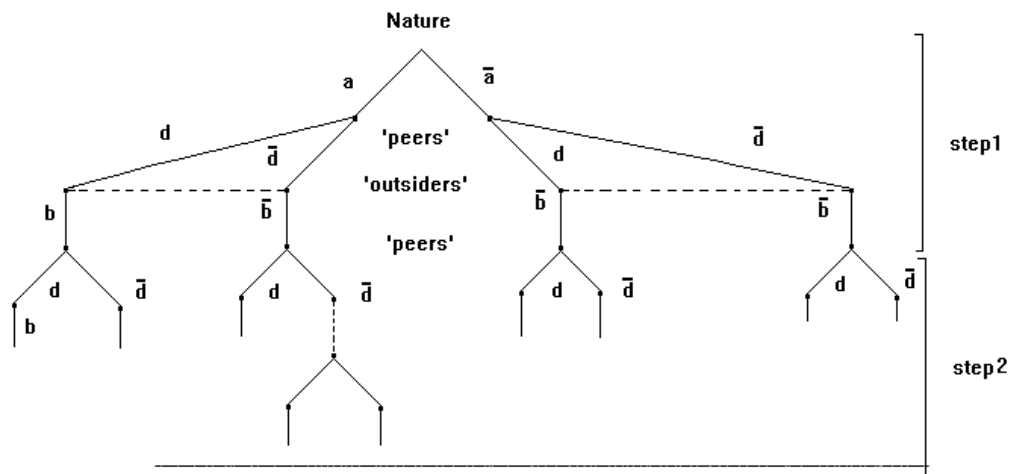 Nature
a ā
d d̄ 'peers' d d̄ step1
'outsiders'
b b̄ b̄ b̄
'peers'
d d̄ d d̄ d d̄ d d̄
b
step2